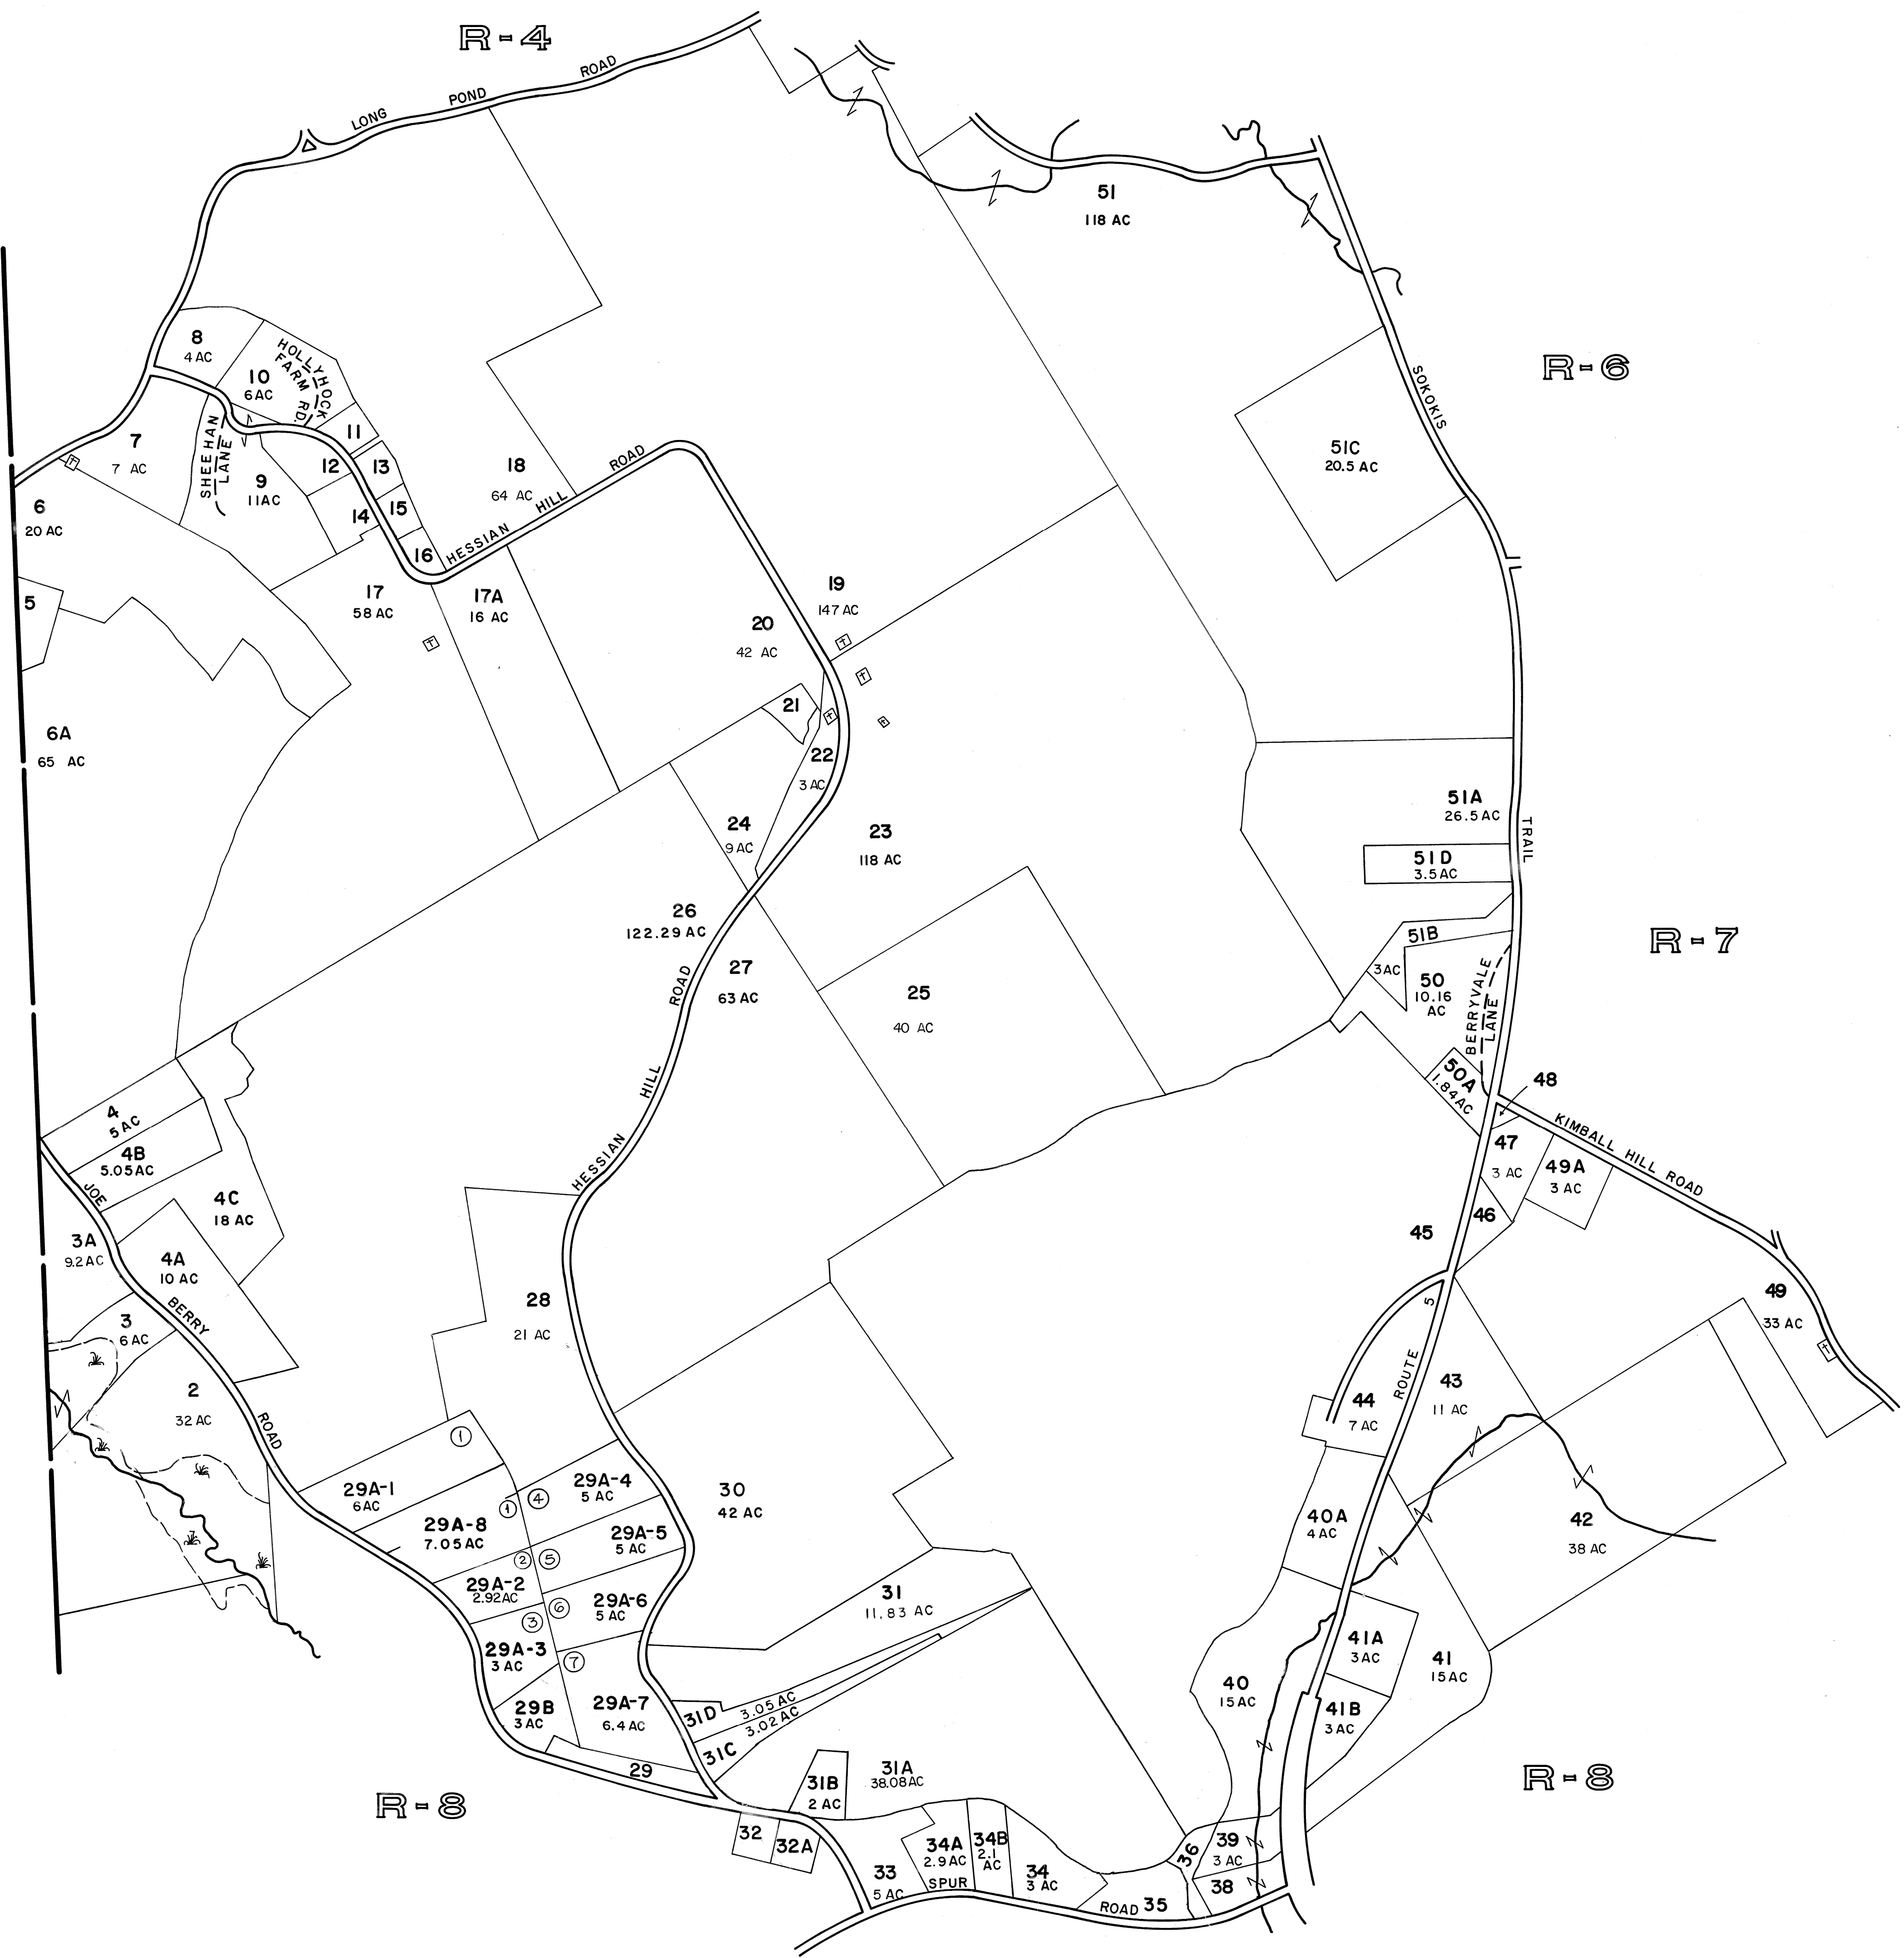 R-4
LONG POND ROAD
51
118 AC
R-6
8
4 AC
HOLLYHOCK
FARM RD.
10
6 AC
SOKOKIS
11
7
7 AC
SHEEHAN
LANE
12
13
18
64 AC
HESSIAN HILL ROAD
51C
20.5 AC
9
11 AC
6
20 AC
14
15
16
5
17
58 AC
17A
16 AC
19
147 AC
20
42 AC
21
6A
65 AC
22
3 AC
51A
26.5 AC
TRAIL
24
9 AC
23
118 AC
51D
3.5 AC
26
122.29 AC
51B
3 AC
R-7
27
63 AC
25
40 AC
50
10.16
AC
BERRYVALE
LANE
HESSIAN HILL ROAD
50A
1.84 AC
48
4
5 AC
4B
5.05 AC
KIMBALL HILL ROAD
47
3 AC
49A
3 AC
JOE
4C
18 AC
46
45
3A
9.2 AC
4A
10 AC
BERRY
3
6 AC
28
21 AC
5
49
33 AC
ROUTE
2
32 AC
44
7 AC
43
11 AC
ROAD
1
29A-1
6 AC
29A-4
5 AC
1
4
30
42 AC
40A
4 AC
42
38 AC
29A-8
7.05 AC
29A-5
5 AC
2
5
29A-2
2.92 AC
29A-6
5 AC
6
3
31
11.83 AC
29A-3
3 AC
7
41A
3 AC
41
15 AC
40
15 AC
29B
3 AC
29A-7
6.4 AC
31D
3.05 AC
3.02 AC
31C
41B
3 AC
29
31B
2 AC
31A
38.08 AC
R-8
R-8
32
32A
33
5 AC
34A
2.9 AC
34B
2.1
AC
34
3 AC
36
39
3 AC
38
SPUR ROAD
35